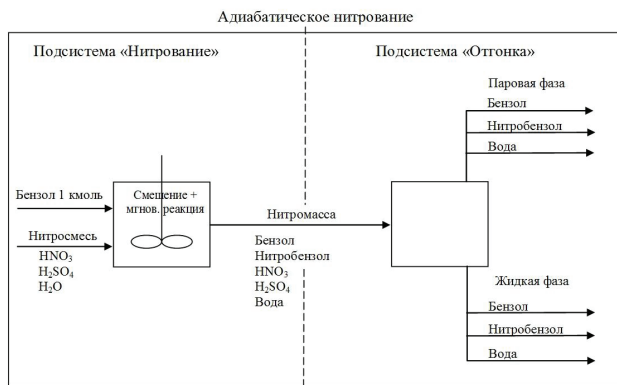 Адиабатическое нитрование
Подсистема «Нитрование»
Подсистема «Отгонка»
Паровая фаза
Бензол
Нитробензол
Вода
Бензол 1 кмоль
Смешение +
мгнов. реакция
Нитросмесь
HNO₃
H₂SO₄
H₂O
Нитромасса
Бензол
Нитробензол
HNO₃
H₂SO₄
Вода
Жидкая фаза
Бензол
Нитробензол
Вода